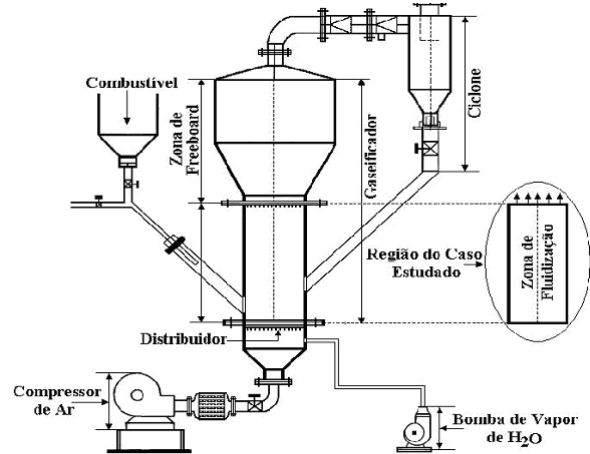 Combustível
Zona de
Freeboard
Gaseificador
Ciclone
Região do Caso
Estudado
Zona de
Fluidização
Distribuidor
Compressor
de Ar
Bomba de Vapor
de H₂O